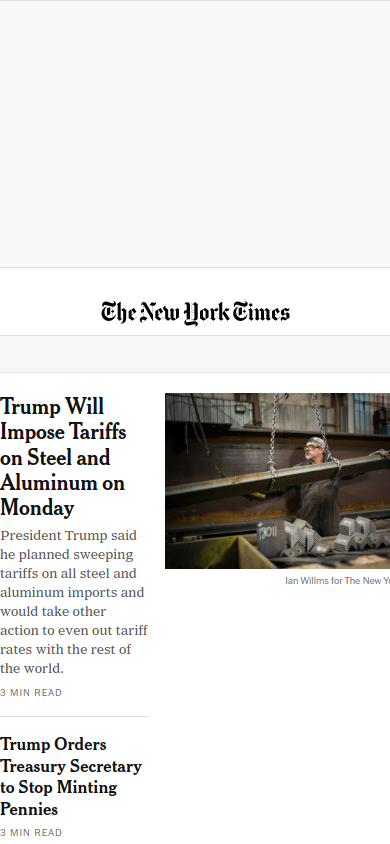 The New York Times
Trump Will
Impose Tariffs
on Steel and
Aluminum on
Monday
President Trump said
he planned sweeping
tariffs on all steel and
aluminum imports and
would take other
action to even out tariff
rates with the rest of
the world.
3 MIN READ
Ian Willms for The New Yo
Trump Orders
Treasury Secretary
to Stop Minting
Pennies
3 MIN READ